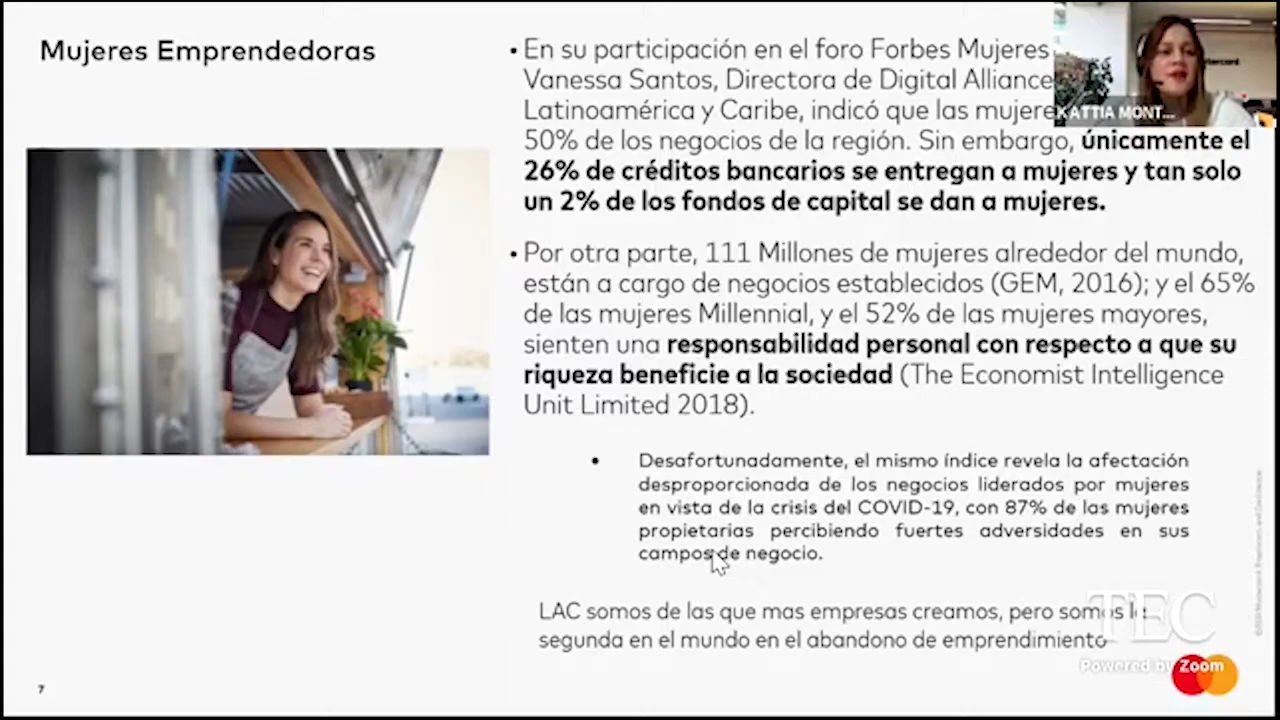 Mujeres Emprendedoras
• En su participación en el foro Forbes Mujeres
Vanessa Santos, Directora de Digital Alliance
Latinoamérica y Caribe, indicó que las mujere
50% de los negocios de la región. Sin embargo, únicamente el
26% de créditos bancarios se entregan a mujeres y tan solo
un 2% de los fondos de capital se dan a mujeres.
• Por otra parte, 111 Millones de mujeres alrededor del mundo,
están a cargo de negocios establecidos (GEM, 2016); y el 65%
de las mujeres Millennial, y el 52% de las mujeres mayores,
sienten una responsabilidad personal con respecto a que su
riqueza beneficie a la sociedad (The Economist Intelligence
Unit Limited 2018).
• Desafortunadamente, el mismo índice revela la afectación
desproporcionada de los negocios liderados por mujeres
en vista de la crisis del COVID-19, con 87% de las mujeres
propietarias percibiendo fuertes adversidades en sus
campos de negocio.
LAC somos de las que mas empresas creamos, pero somos la
segunda en el mundo en el abandono de emprendimiento
7
KATTIA MONT...
TEC
Powered by Zoom